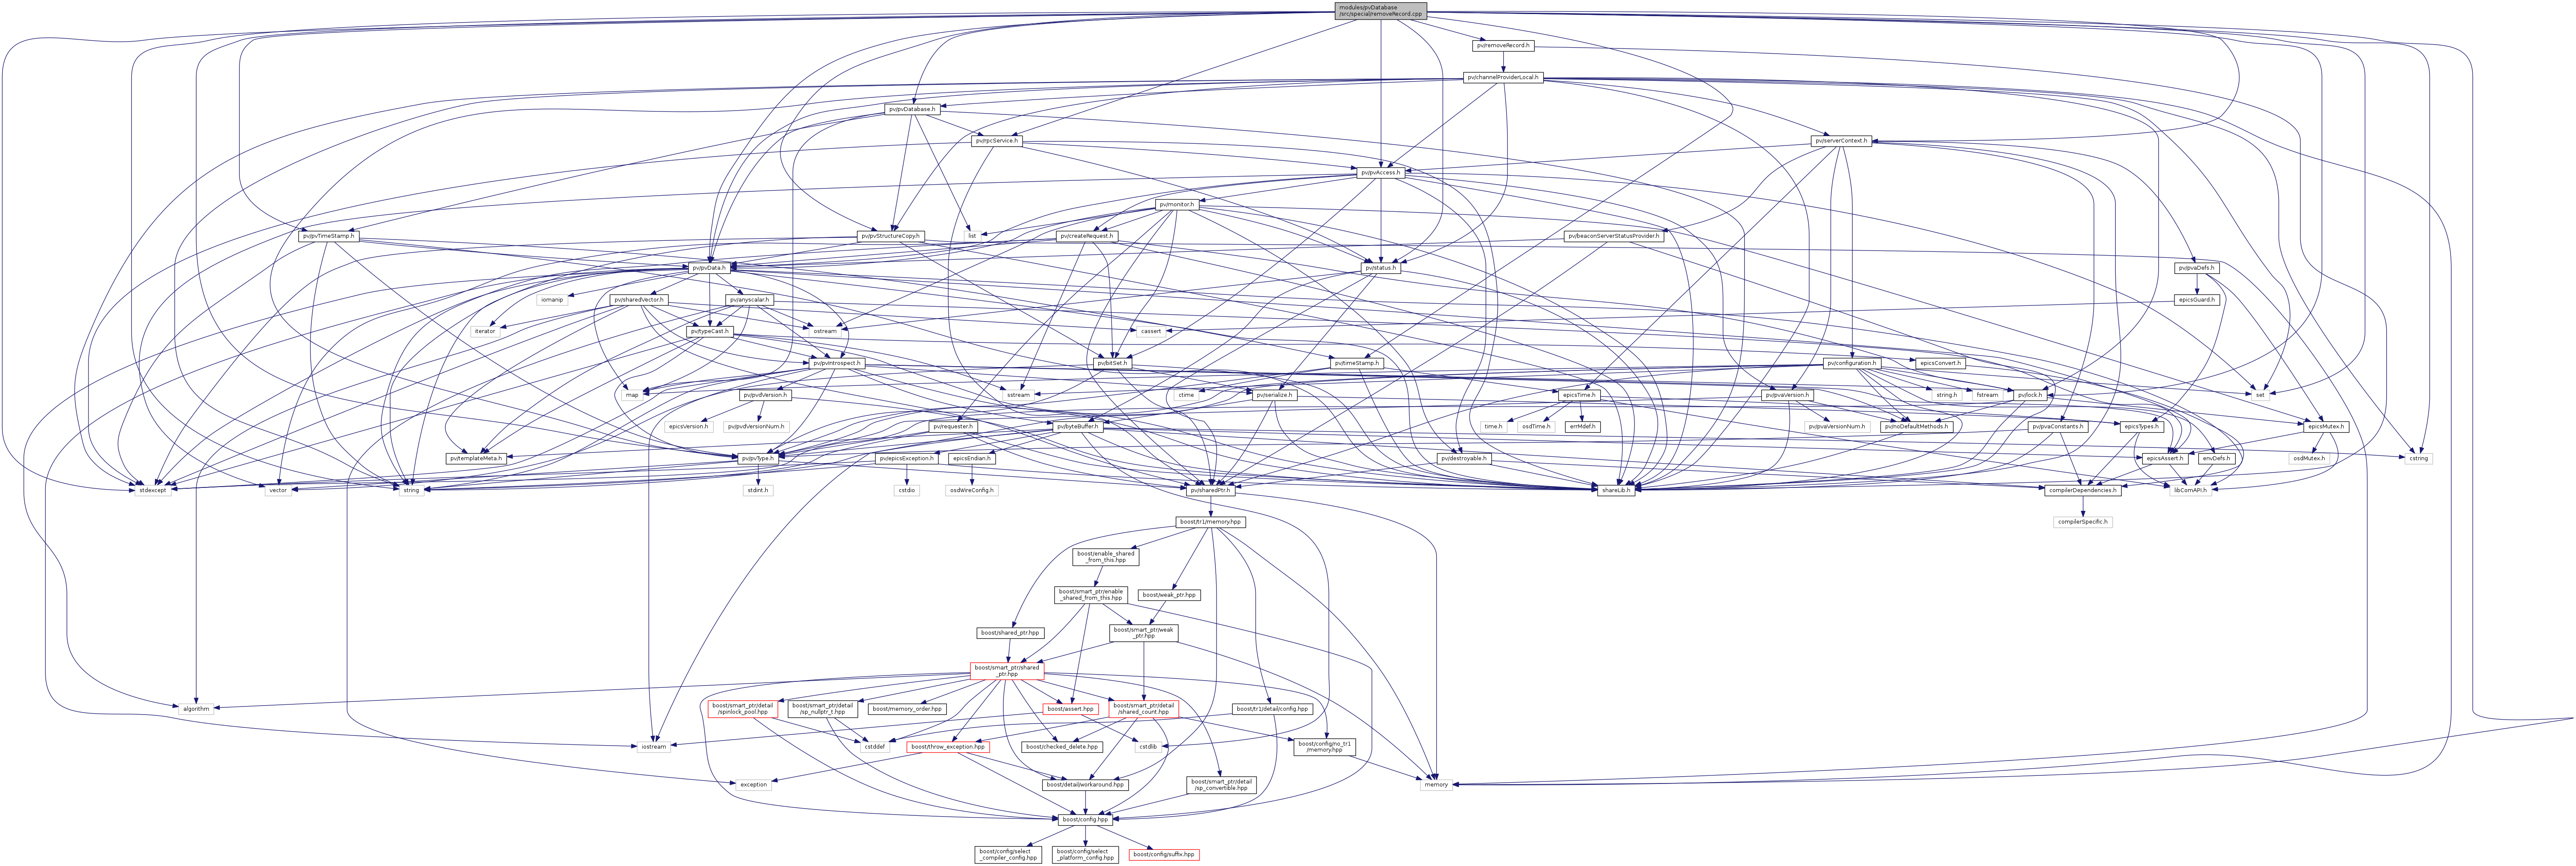 modules/pvDatabase
/src/special/removeRecord.cpp
pv/removeRecord.h
pv/channelProviderLocal.h
pv/pvDatabase.h
pv/rpcService.h
pv/serverContext.h
pv/pvAccess.h
pv/monitor.h
pv/pvTimeStamp.h
pv/pvStructureCopy.h
list
pv/createRequest.h
pv/beaconServerStatusProvider.h
pv/pvData.h
pv/status.h
pv/pvaDefs.h
iomanip
pv/sharedVector.h
pv/anyscalar.h
epicsGuard.h
iterator
pv/typeCast.h
ostream
cassert
pv/pvIntrospect.h
pv/bitSet.h
pv/timeStamp.h
pv/configuration.h
epicsConvert.h
map
pv/pvdVersion.h
sstream
ctime
pv/serialize.h
epicsTime.h
pv/pvaVersion.h
string.h
fstream
pv/lock.h
set
epicsVersion.h
pv/pvdVersionNum.h
pv/requester.h
pv/byteBuffer.h
time.h
osdTime.h
errMdef.h
pv/pvaVersionNum.h
pv/noDefaultMethods.h
pv/pvaConstants.h
epicsTypes.h
epicsMutex.h
pv/templateMeta.h
pv/pvType.h
pv/epicsException.h
epicsEndian.h
pv/destroyable.h
epicsAssert.h
envDefs.h
osdMutex.h
cstring
stdexcept
vector
string
stdint.h
cstdio
osdWireConfig.h
pv/sharedPtr.h
shareLib.h
compilerDependencies.h
libComAPI.h
boost/tr1/memory.hpp
compilerSpecific.h
boost/enable_shared
_from_this.hpp
boost/smart_ptr/enable
_shared_from_this.hpp
boost/weak_ptr.hpp
boost/shared_ptr.hpp
boost/smart_ptr/weak
_ptr.hpp
boost/smart_ptr/shared
_ptr.hpp
algorithm
boost/smart_ptr/detail
/spinlock_pool.hpp
boost/smart_ptr/detail
/sp_nullptr_t.hpp
boost/memory_order.hpp
boost/assert.hpp
boost/smart_ptr/detail
/shared_count.hpp
boost/tr1/detail/config.hpp
iostream
cstddef
boost/throw_exception.hpp
boost/checked_delete.hpp
cstdlib
boost/config/no_tr1
/memory.hpp
exception
boost/detail/workaround.hpp
boost/smart_ptr/detail
/sp_convertible.hpp
memory
boost/config.hpp
boost/config/select
_compiler_config.hpp
boost/config/select
_platform_config.hpp
boost/config/suffix.hpp